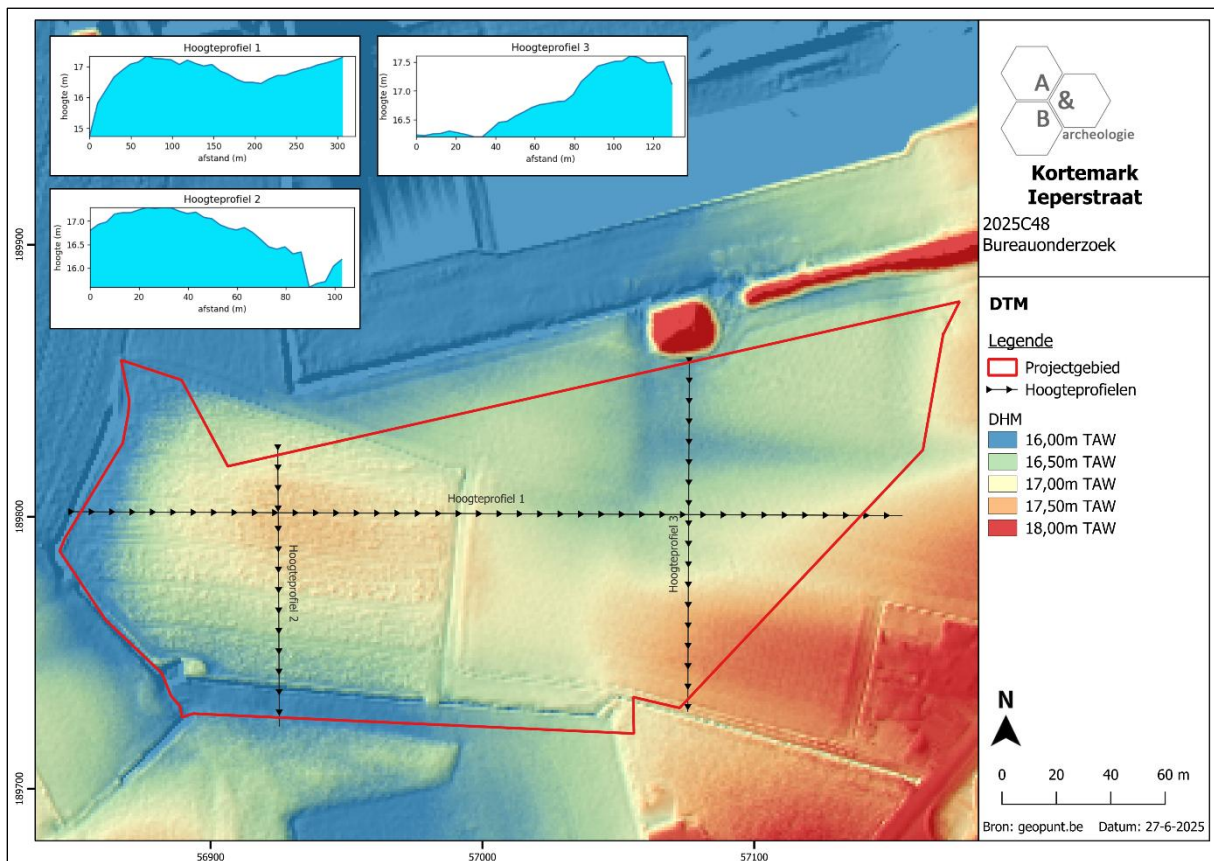 Hoogteprofiel 1
hoogte (m)
17
16
15
0 50 100 150 200 250 300
afstand (m)
Hoogteprofiel 3
hoogte (m)
17.5
17.0
16.5
0 20 40 60 80 100 120
afstand (m)
Hoogteprofiel 2
hoogte (m)
17.0
16.5
16.0
0 20 40 60 80 100
afstand (m)
Hoogteprofiel 1
Hoogteprofiel 2
Hoogteprofiel 3
189900
189800
189700
56900 57000 57100
A
&
B
archeologie
Kortemark
Ieperstraat
2025C48
Bureauonderzoek
DTM
Legende
Projectgebied
Hoogteprofielen
DHM
16,00m TAW
16,50m TAW
17,00m TAW
17,50m TAW
18,00m TAW
N
0 20 40 60 m
Bron: geopunt.be Datum: 27-6-2025